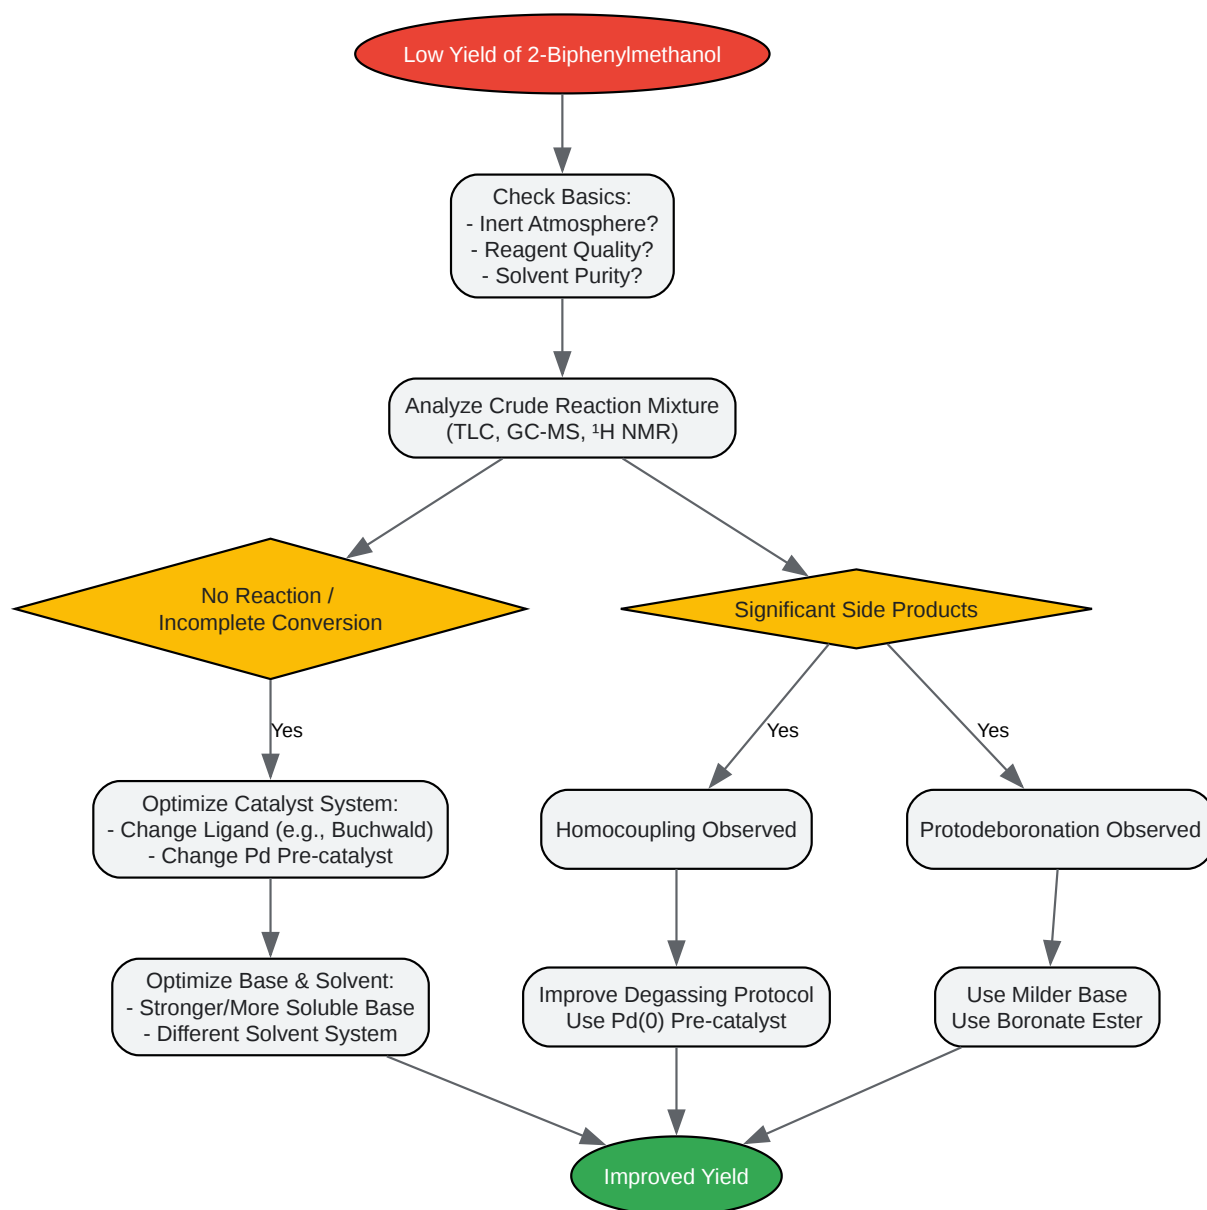 Low Yield of 2-Biphenylmethanol
Check Basics:
- Inert Atmosphere?
- Reagent Quality?
- Solvent Purity?
Analyze Crude Reaction Mixture
(TLC, GC-MS, ¹H NMR)
No Reaction /
Incomplete Conversion
Significant Side Products
Yes
Yes
Yes
Optimize Catalyst System:
- Change Ligand (e.g., Buchwald)
- Change Pd Pre-catalyst
Homocoupling Observed
Protodeboronation Observed
Optimize Base & Solvent:
- Stronger/More Soluble Base
- Different Solvent System
Improve Degassing Protocol
Use Pd(0) Pre-catalyst
Use Milder Base
Use Boronate Ester
Improved Yield